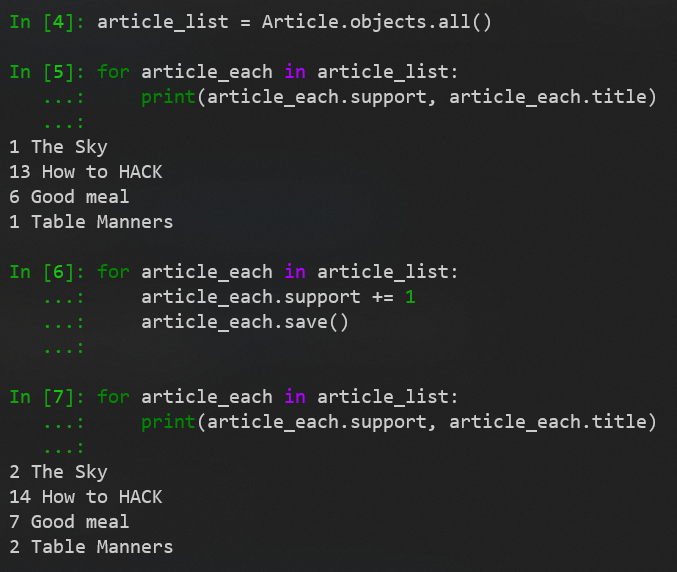 In [4]: article_list = Article.objects.all()
In [5]: for article_each in article_list:
   ...:     print(article_each.support, article_each.title)
   ...:
1 The Sky
13 How to HACK
6 Good meal
1 Table Manners
In [6]: for article_each in article_list:
   ...:     article_each.support += 1
   ...:     article_each.save()
   ...:
In [7]: for article_each in article_list:
   ...:     print(article_each.support, article_each.title)
   ...:
2 The Sky
14 How to HACK
7 Good meal
2 Table Manners